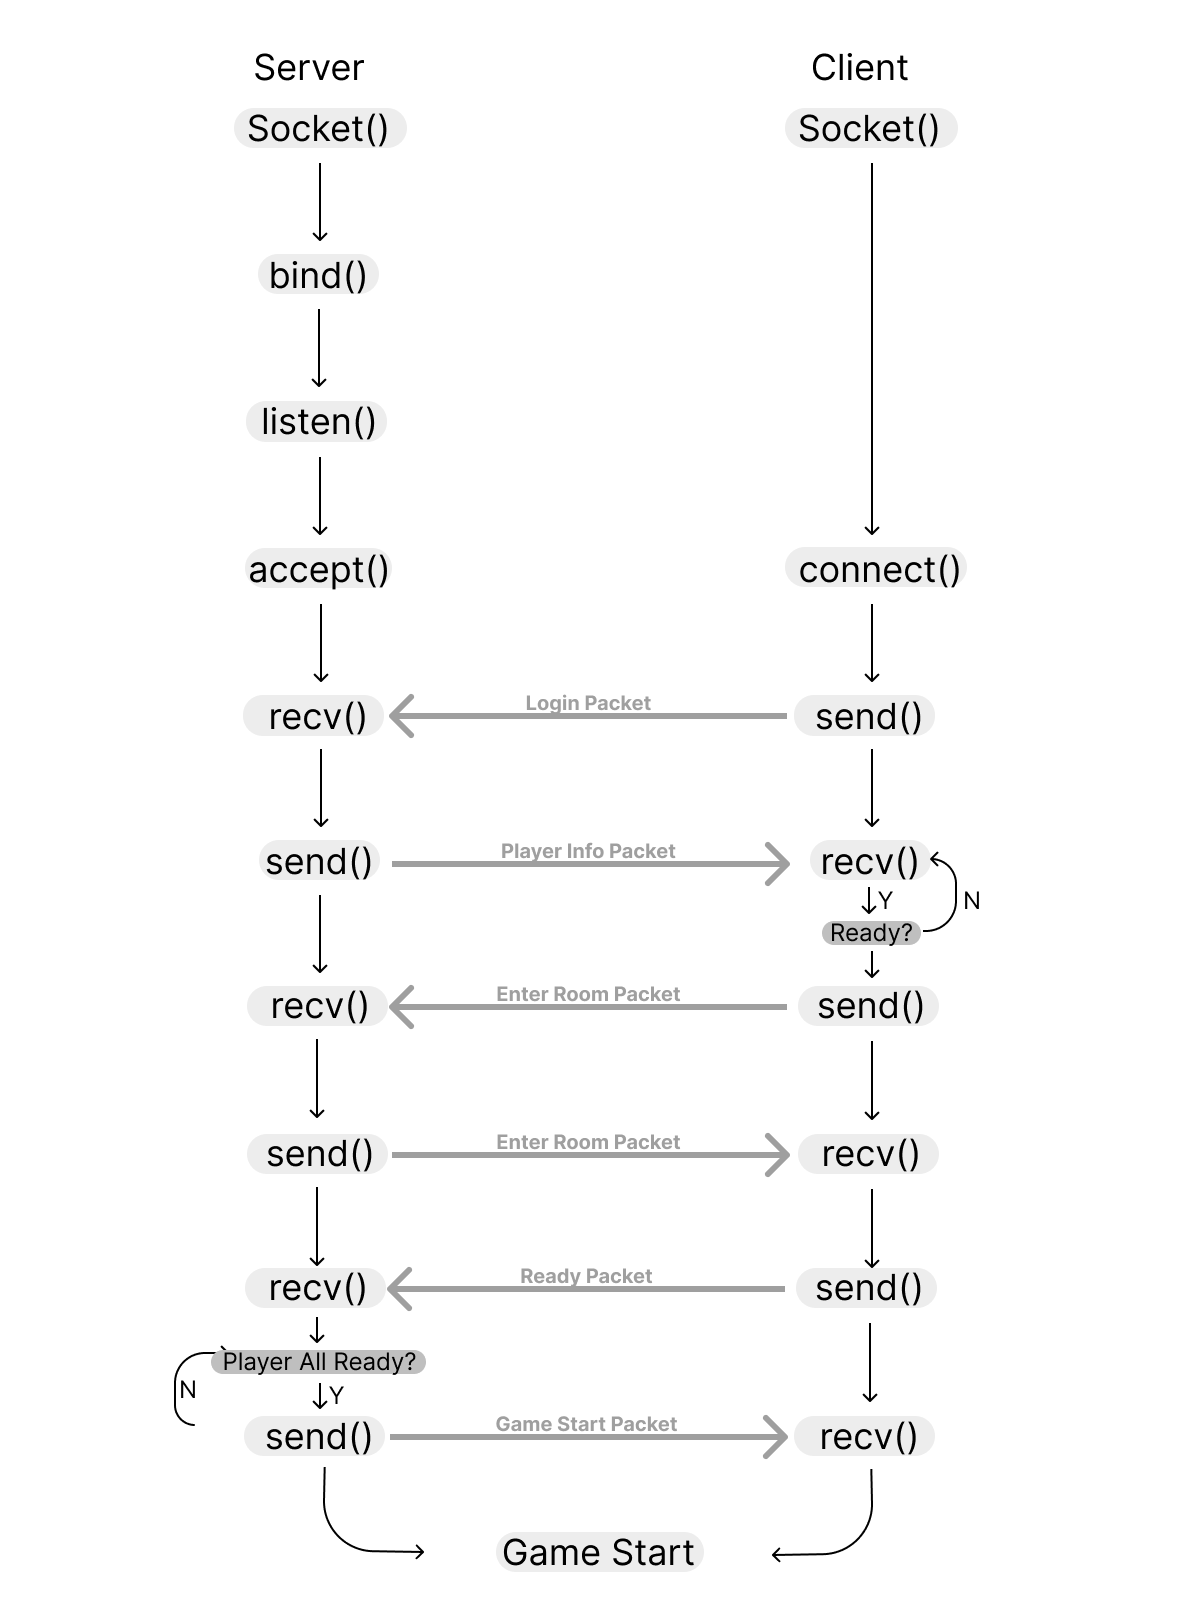 Server Client
Socket() Socket()
bind()
listen()
accept() connect()
recv() Login Packet send()
send() Player Info Packet recv()
Y N
Ready?
recv() Enter Room Packet send()
send() Enter Room Packet recv()
recv() Ready Packet send()
Player All Ready?
N Y
send() Game Start Packet recv()
Game Start